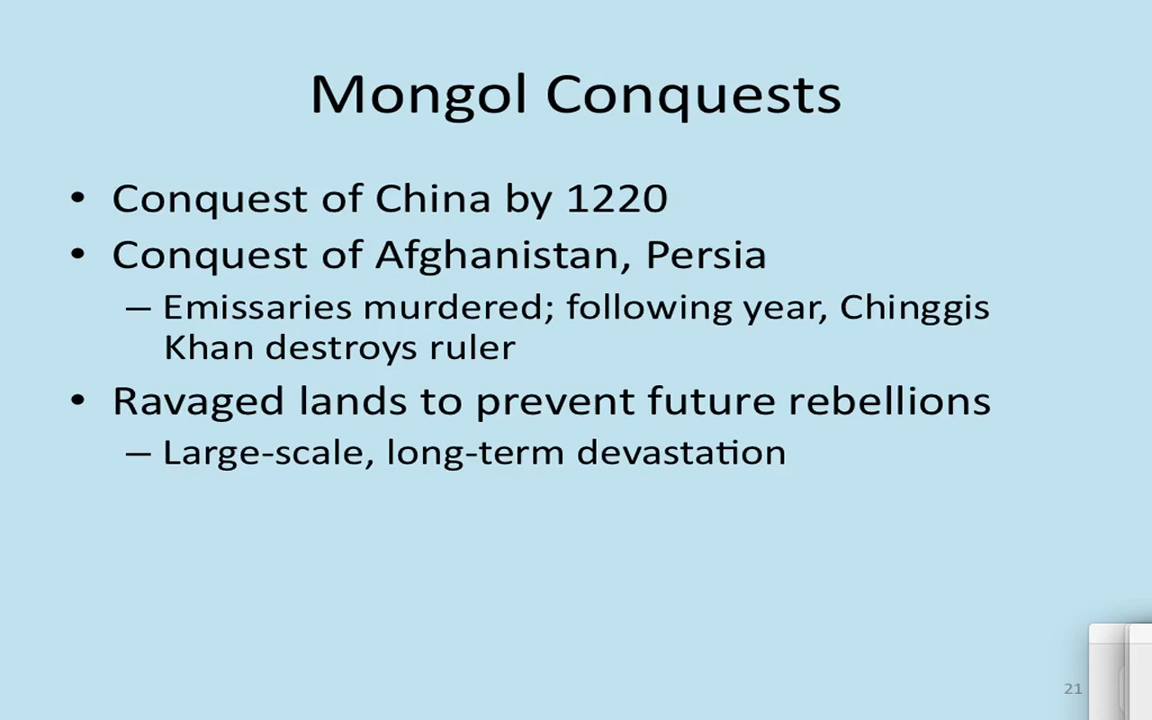 Mongol Conquests
• Conquest of China by 1220
• Conquest of Afghanistan, Persia
– Emissaries murdered; following year, Chinggis
Khan destroys ruler
• Ravaged lands to prevent future rebellions
– Large-scale, long-term devastation
21